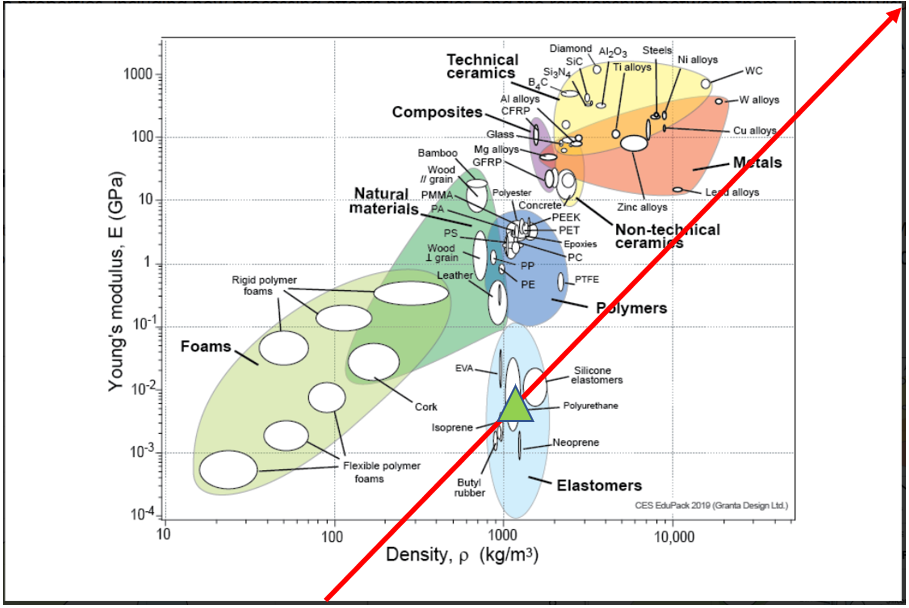 Diamond
Al₂O₃
Steels
Technical
ceramics
SiC
Ti alloys
Ni alloys
Si₃N₄
WC
1000
B₄C
Al alloys
CFRP
W alloys
Composites
100
Glass
Cu alloys
Mg alloys
Metals
Bamboo
GFRP
Wood
// grain
Natural
materials
Polyester
Lead alloys
PMMA
10
Concrete
Zinc alloys
PA
PEEK
PS
PET
Non-technical
ceramics
Epoxies
Wood
⊥ grain
PC
1
PP
Leather
PE
PTFE
Rigid polymer
foams
Polymers
10⁻¹
Foams
EVA
Silicone
elastomers
10⁻²
Cork
Polyurethane
Isoprene
Neoprene
10⁻³
Flexible polymer
foams
Butyl
rubber
Elastomers
CES EduPack 2019 (Granta Design Ltd.)
10⁻⁴
10
100
1000
10,000
Density, ρ (kg/m³)
Young's modulus, E (GPa)